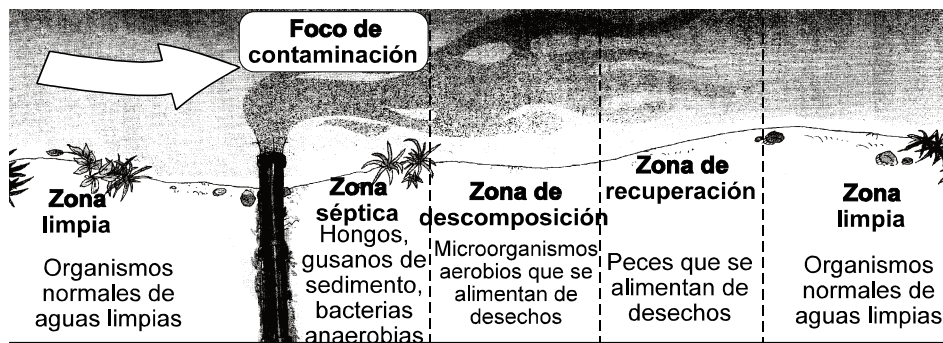 Foco de
contaminación
Zona
limpia
Organismos
normales de
aguas limpias
Zona
séptica
Hongos,
gusanos de
sedimento,
bacterias
anaerobias
Zona de
descomposición
Microorganismos
aerobios que se
alimentan de
desechos
Zona de
recuperación
Peces que se
alimentan de
desechos
Zona
limpia
Organismos
normales de
aguas limpias